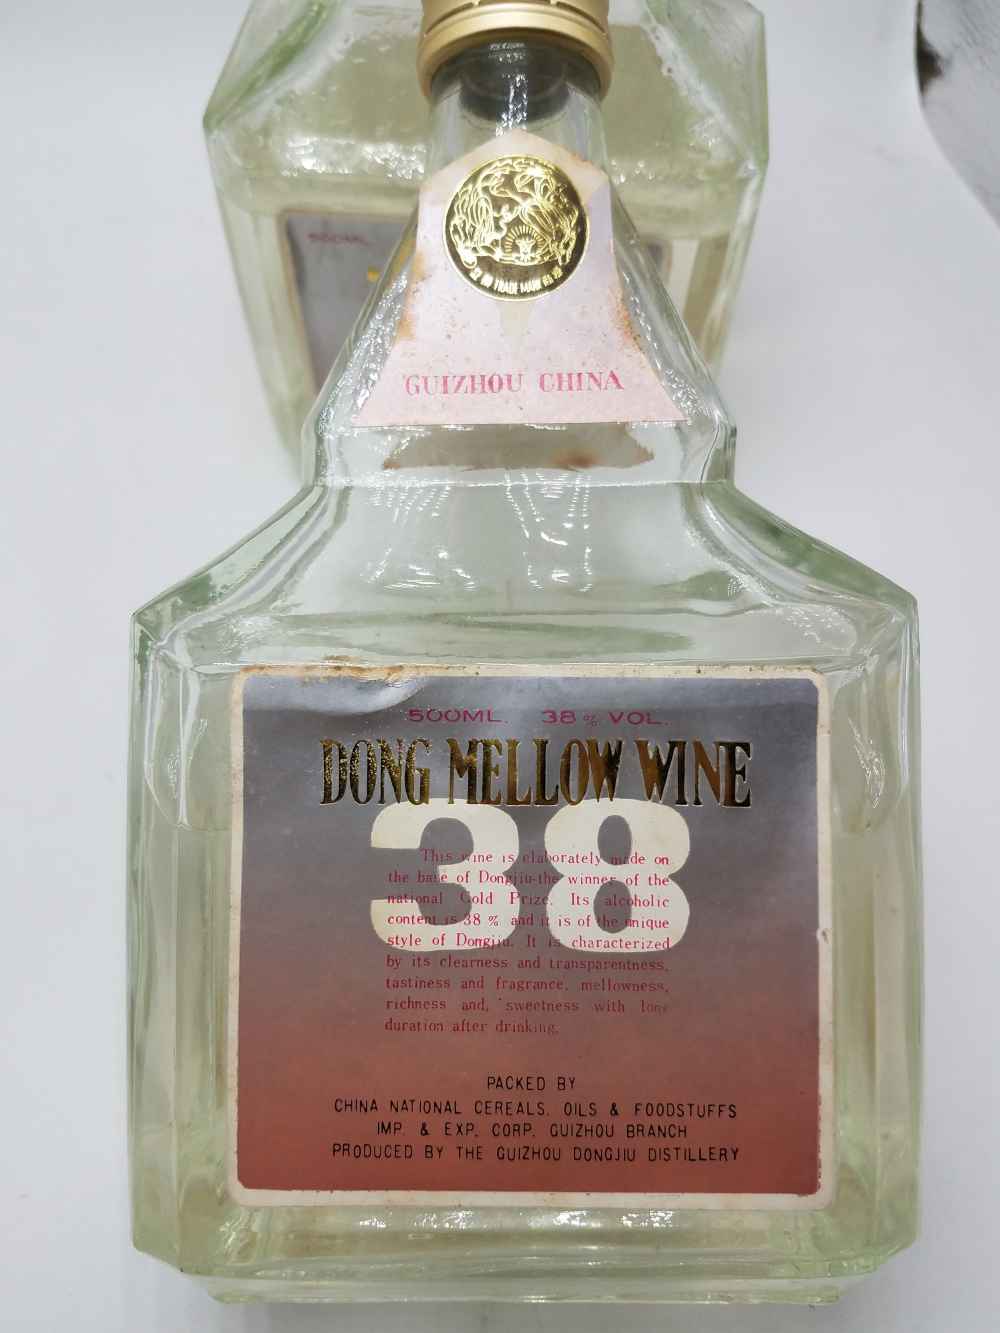 500ML
TRADE MARK
GUIZHOU CHINA
500ML. 38% VOL.
DONG MELLOW WINE
38
This wine is elaborately made on
the base of Dongjiu-the winner of the
national Gold Prize. Its alcoholic
content is 38 % and it is of the unique
style of Dongjiu. It is characterized
by its clearness and transparentness,
tastiness and fragrance, mellowness,
richness and, sweetness with long
duration after drinking.
PACKED BY
CHINA NATIONAL CEREALS, OILS & FOODSTUFFS
IMP. & EXP. CORP. GUIZHOU BRANCH
PRODUCED BY THE GUIZHOU DONGJIU DISTILLERY